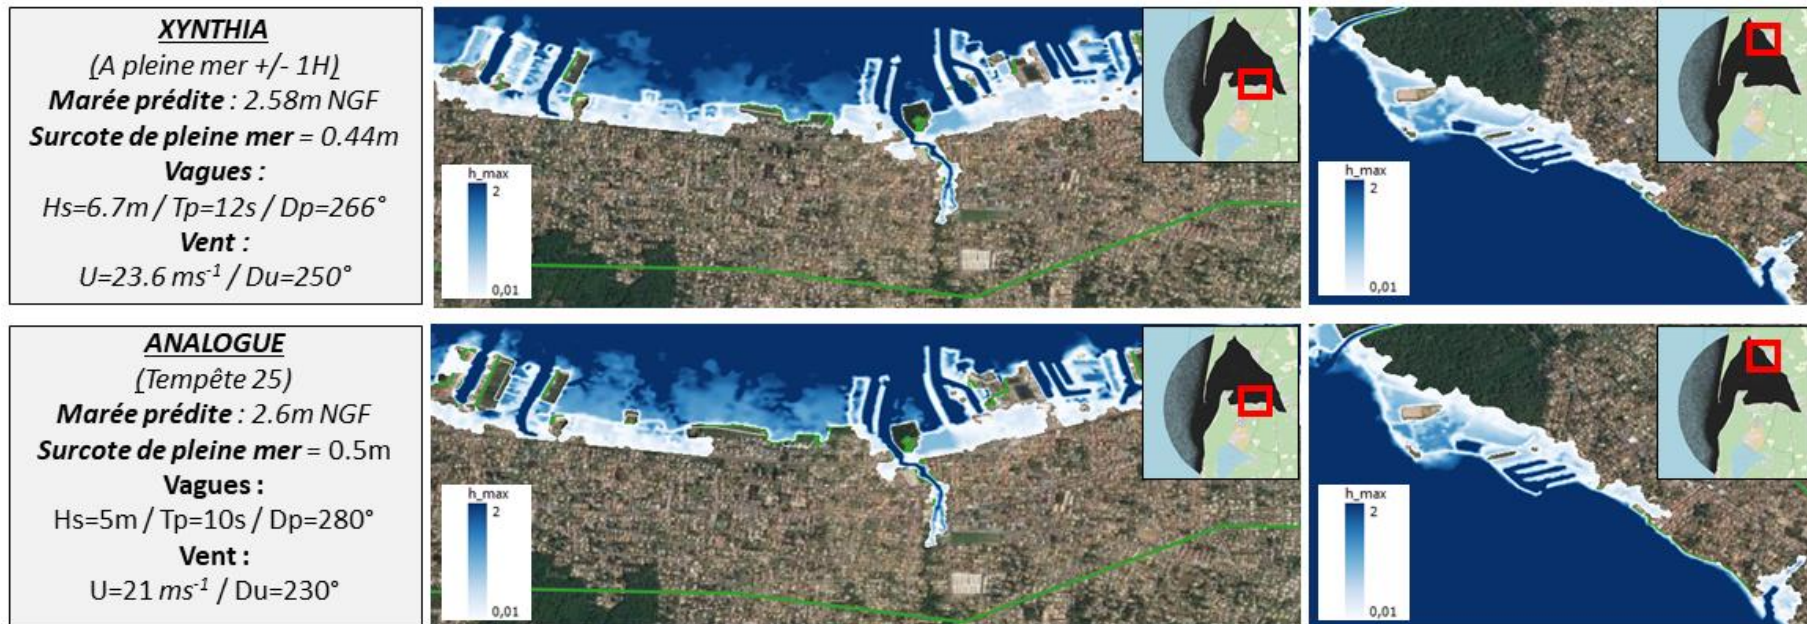 XYNTHIA
(A pleine mer +/- 1H)
Marée prédite : 2.58m NGF
Surcote de pleine mer = 0.44m
Vagues :
Hs=6.7m / Tp=12s / Dp=266°
Vent :
U=23.6 ms⁻¹ / Du=250°
h_max
2
0,01
h_max
2
0,01
ANALOGUE
(Tempête 25)
Marée prédite : 2.6m NGF
Surcote de pleine mer = 0.5m
Vagues :
Hs=5m / Tp=10s / Dp=280°
Vent :
U=21 ms⁻¹ / Du=230°
h_max
2
0,01
h_max
2
0,01